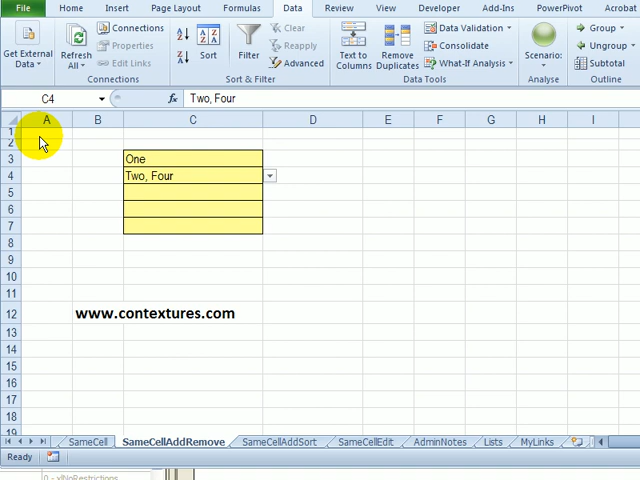 File Home Insert Page Layout Formulas Data Review View Developer Add-Ins PowerPivot Acrobat
Get External Data
Refresh All
Connections
Properties
Edit Links
Connections
Sort
Filter
Clear
Reapply
Advanced
Sort & Filter
Text to Columns
Remove Duplicates
Data Validation
Consolidate
What-If Analysis
Data Tools
Scenario:
Analyse
Group
Ungroup
Subtotal
Outline
C4 fx Two, Four
A B C D E F G H I
1
2
3 One
4 Two, Four
5
6
7
8
9
10
11
12 www.contextures.com
13
14
15
16
17
18
19
SameCell SameCellAddRemove SameCellAddSort SameCellEdit AdminNotes Lists MyLinks
Ready
0 - xlNoRestrictions